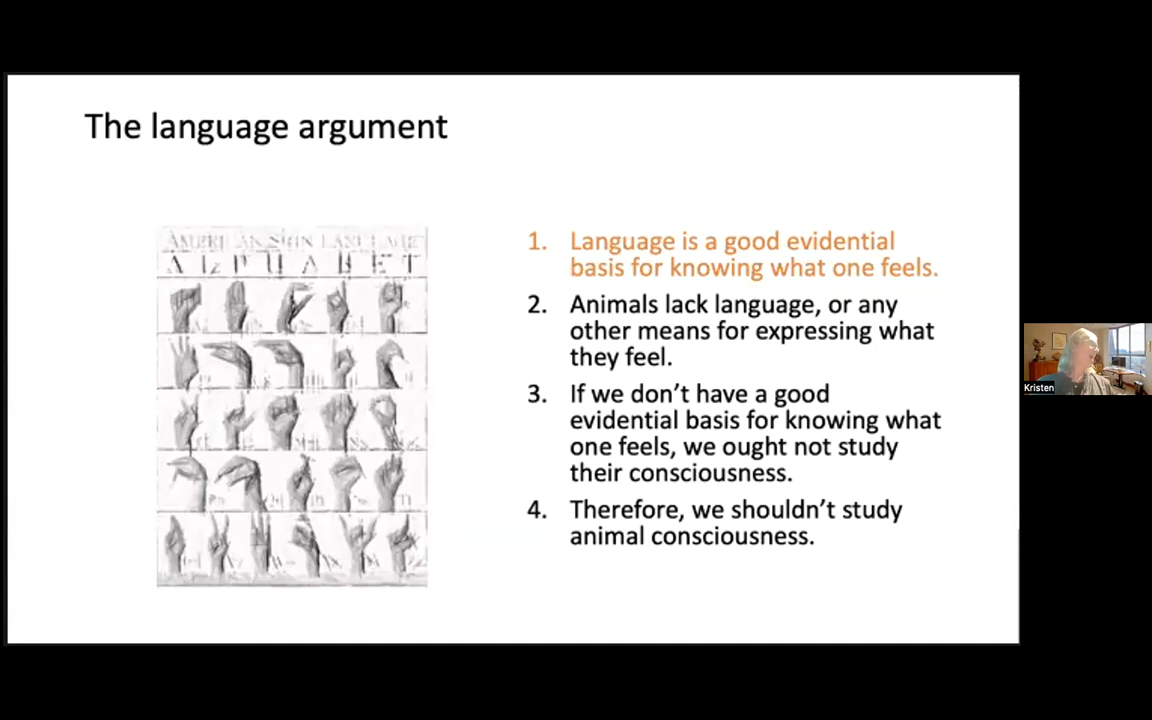 The language argument
AMERICAN SIGN LANGUAGE
ALPHABET
1. Language is a good evidential
basis for knowing what one feels.
2. Animals lack language, or any
other means for expressing what
they feel.
3. If we don’t have a good
evidential basis for knowing what
one feels, we ought not study
their consciousness.
4. Therefore, we shouldn’t study
animal consciousness.
Kristen